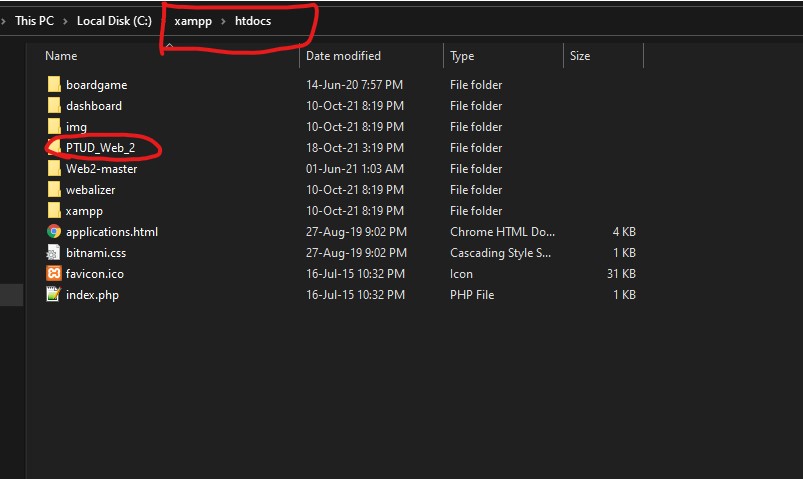 This PC > Local Disk (C:) > xampp > htdocs
Name Date modified Type Size
boardgame 14-Jun-20 7:57 PM File folder
dashboard 10-Oct-21 8:19 PM File folder
img 10-Oct-21 8:19 PM File folder
PTUD_Web_2 18-Oct-21 3:19 PM File folder
Web2-master 01-Jun-21 1:03 AM File folder
webalizer 10-Oct-21 8:19 PM File folder
xampp 10-Oct-21 8:19 PM File folder
applications.html 27-Aug-19 9:02 PM Chrome HTML Do... 4 KB
bitnami.css 27-Aug-19 9:02 PM Cascading Style S... 1 KB
favicon.ico 16-Jul-15 10:32 PM Icon 31 KB
index.php 16-Jul-15 10:32 PM PHP File 1 KB